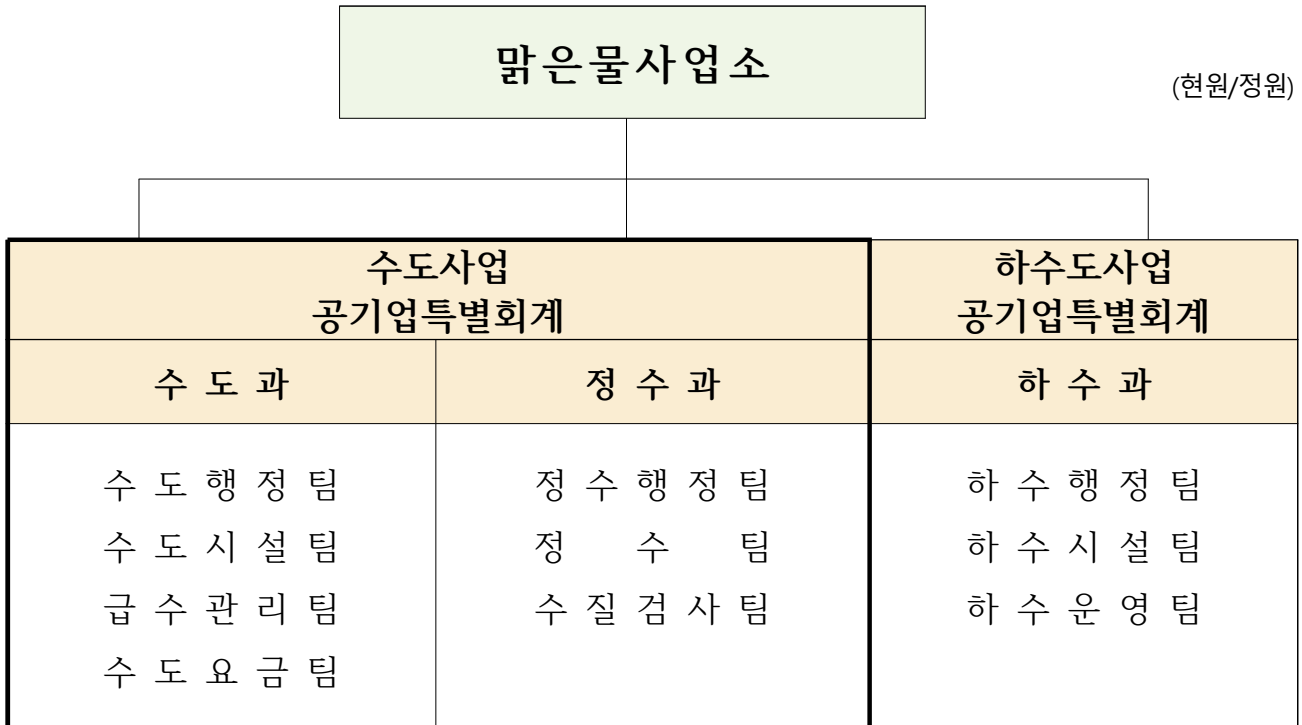 맑은물사업소
(현원/정원)
수도사업
공기업특별회계
하수도사업
공기업특별회계
수 도 과
정 수 과
하 수 과
수 도 행 정 팀
정 수 행 정 팀
하 수 행 정 팀
수 도 시 설 팀
정 수 팀
하 수 시 설 팀
급 수 관 리 팀
수 질 검 사 팀
하 수 운 영 팀
수 도 요 금 팀